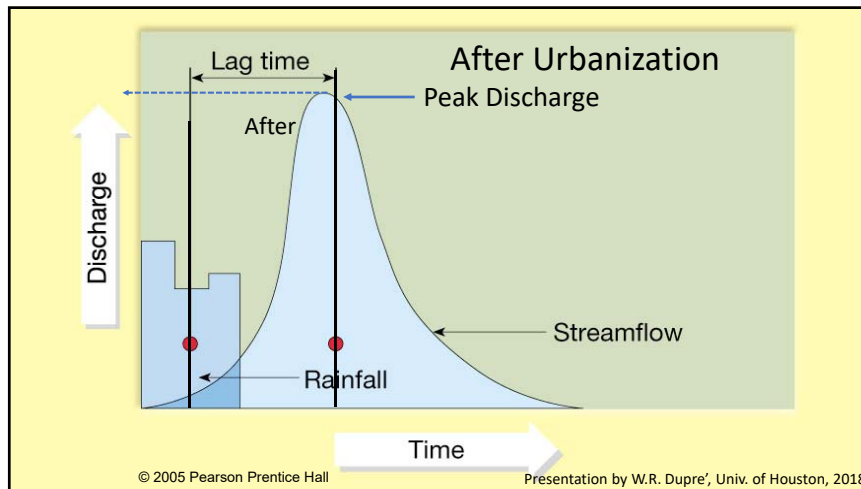 After Urbanization
Lag time
Peak Discharge
After
Discharge
Streamflow
Rainfall
Time
© 2005 Pearson Prentice Hall
Presentation by W.R. Dupre’, Univ. of Houston, 2018